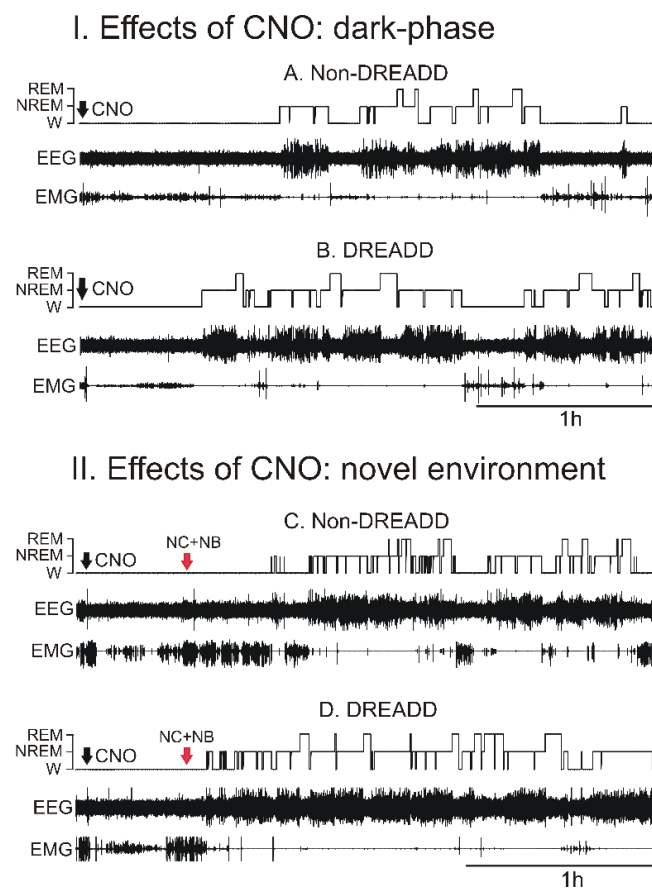 I. Effects of CNO: dark-phase
A. Non-DREADD
REM
NREM
W
CNO
EEG
EMG
B. DREADD
REM
NREM
W
CNO
EEG
EMG
1h
II. Effects of CNO: novel environment
C. Non-DREADD
REM
NREM
W
CNO
NC+NB
EEG
EMG
D. DREADD
REM
NREM
W
CNO
NC+NB
EEG
EMG
1h